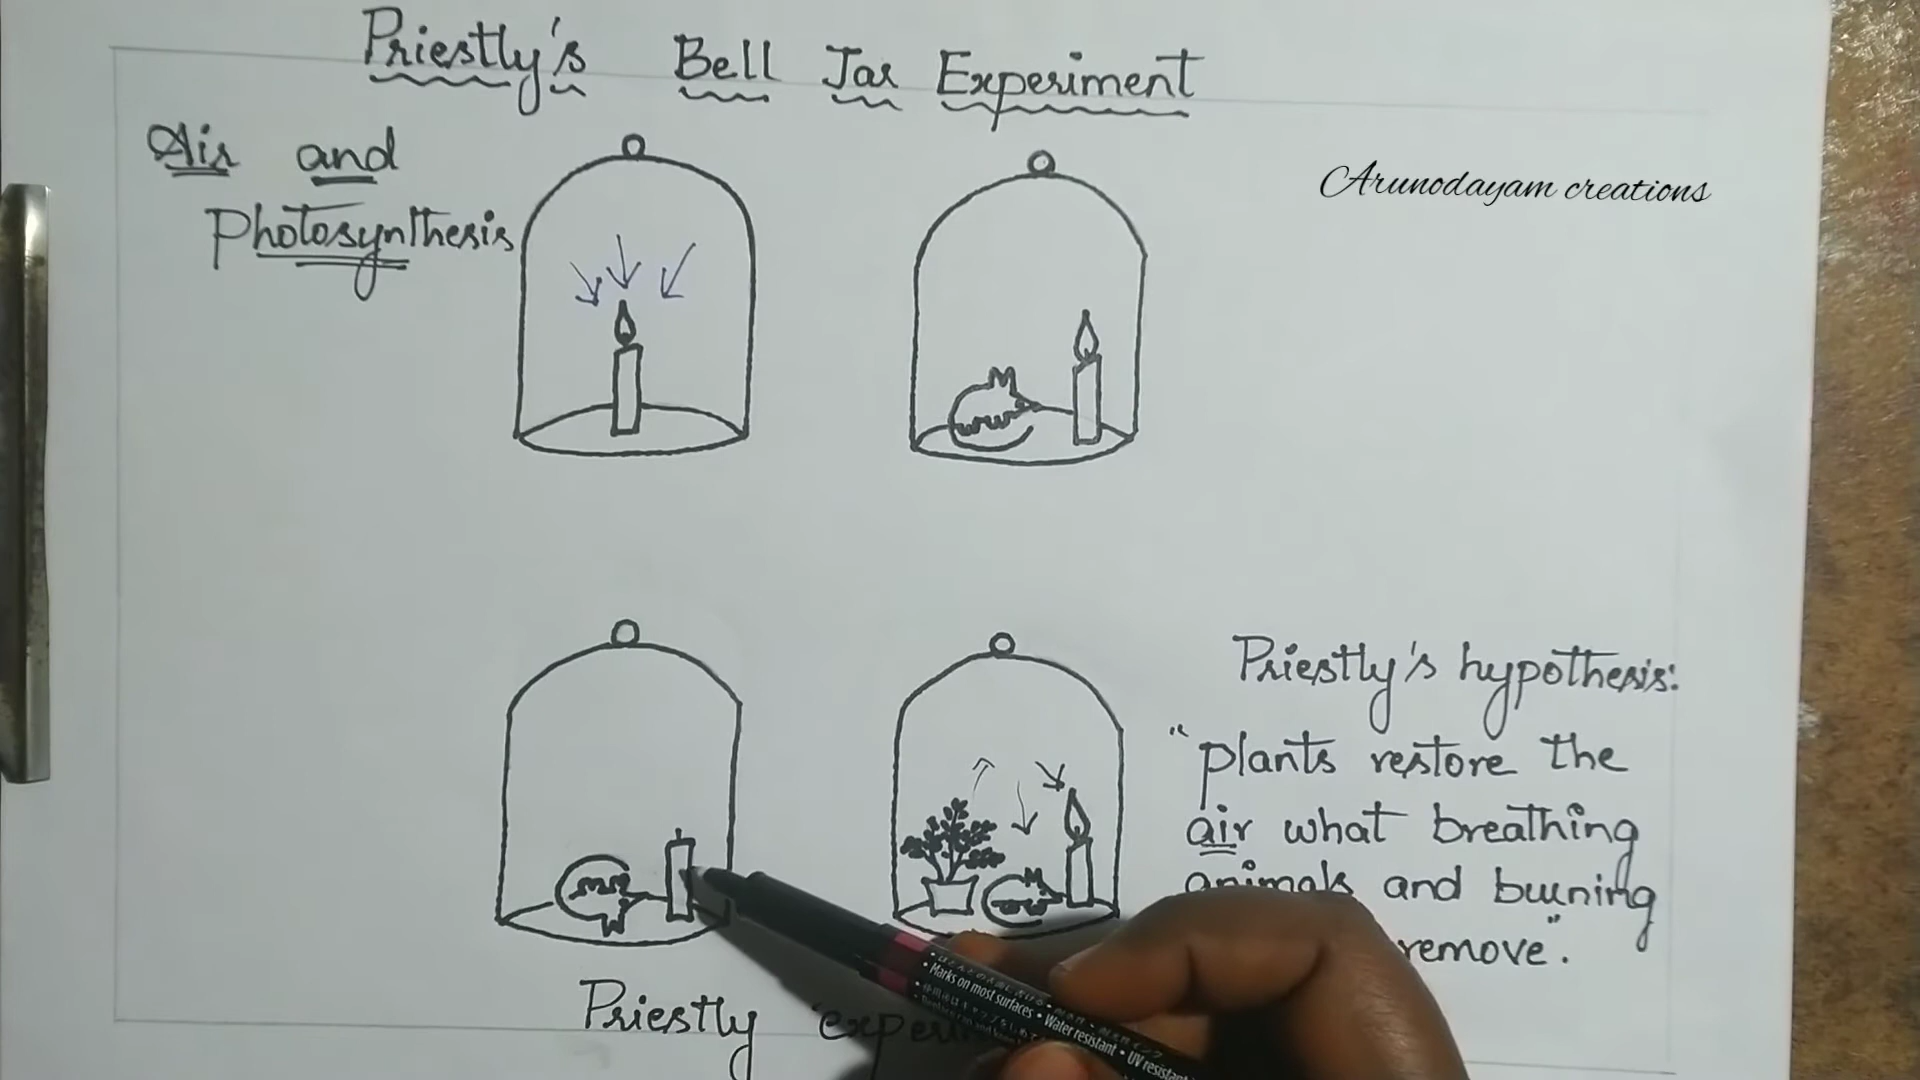 Priestly's Bell Jar Experiment
Air and
Photosynthesis
Arunodayam creations
Priestly's hypothesis:
"plants restore the
air what breathing
animals and burning
remove".
Priestly
• Marks on most surfaces • Water resistant • UV resistant